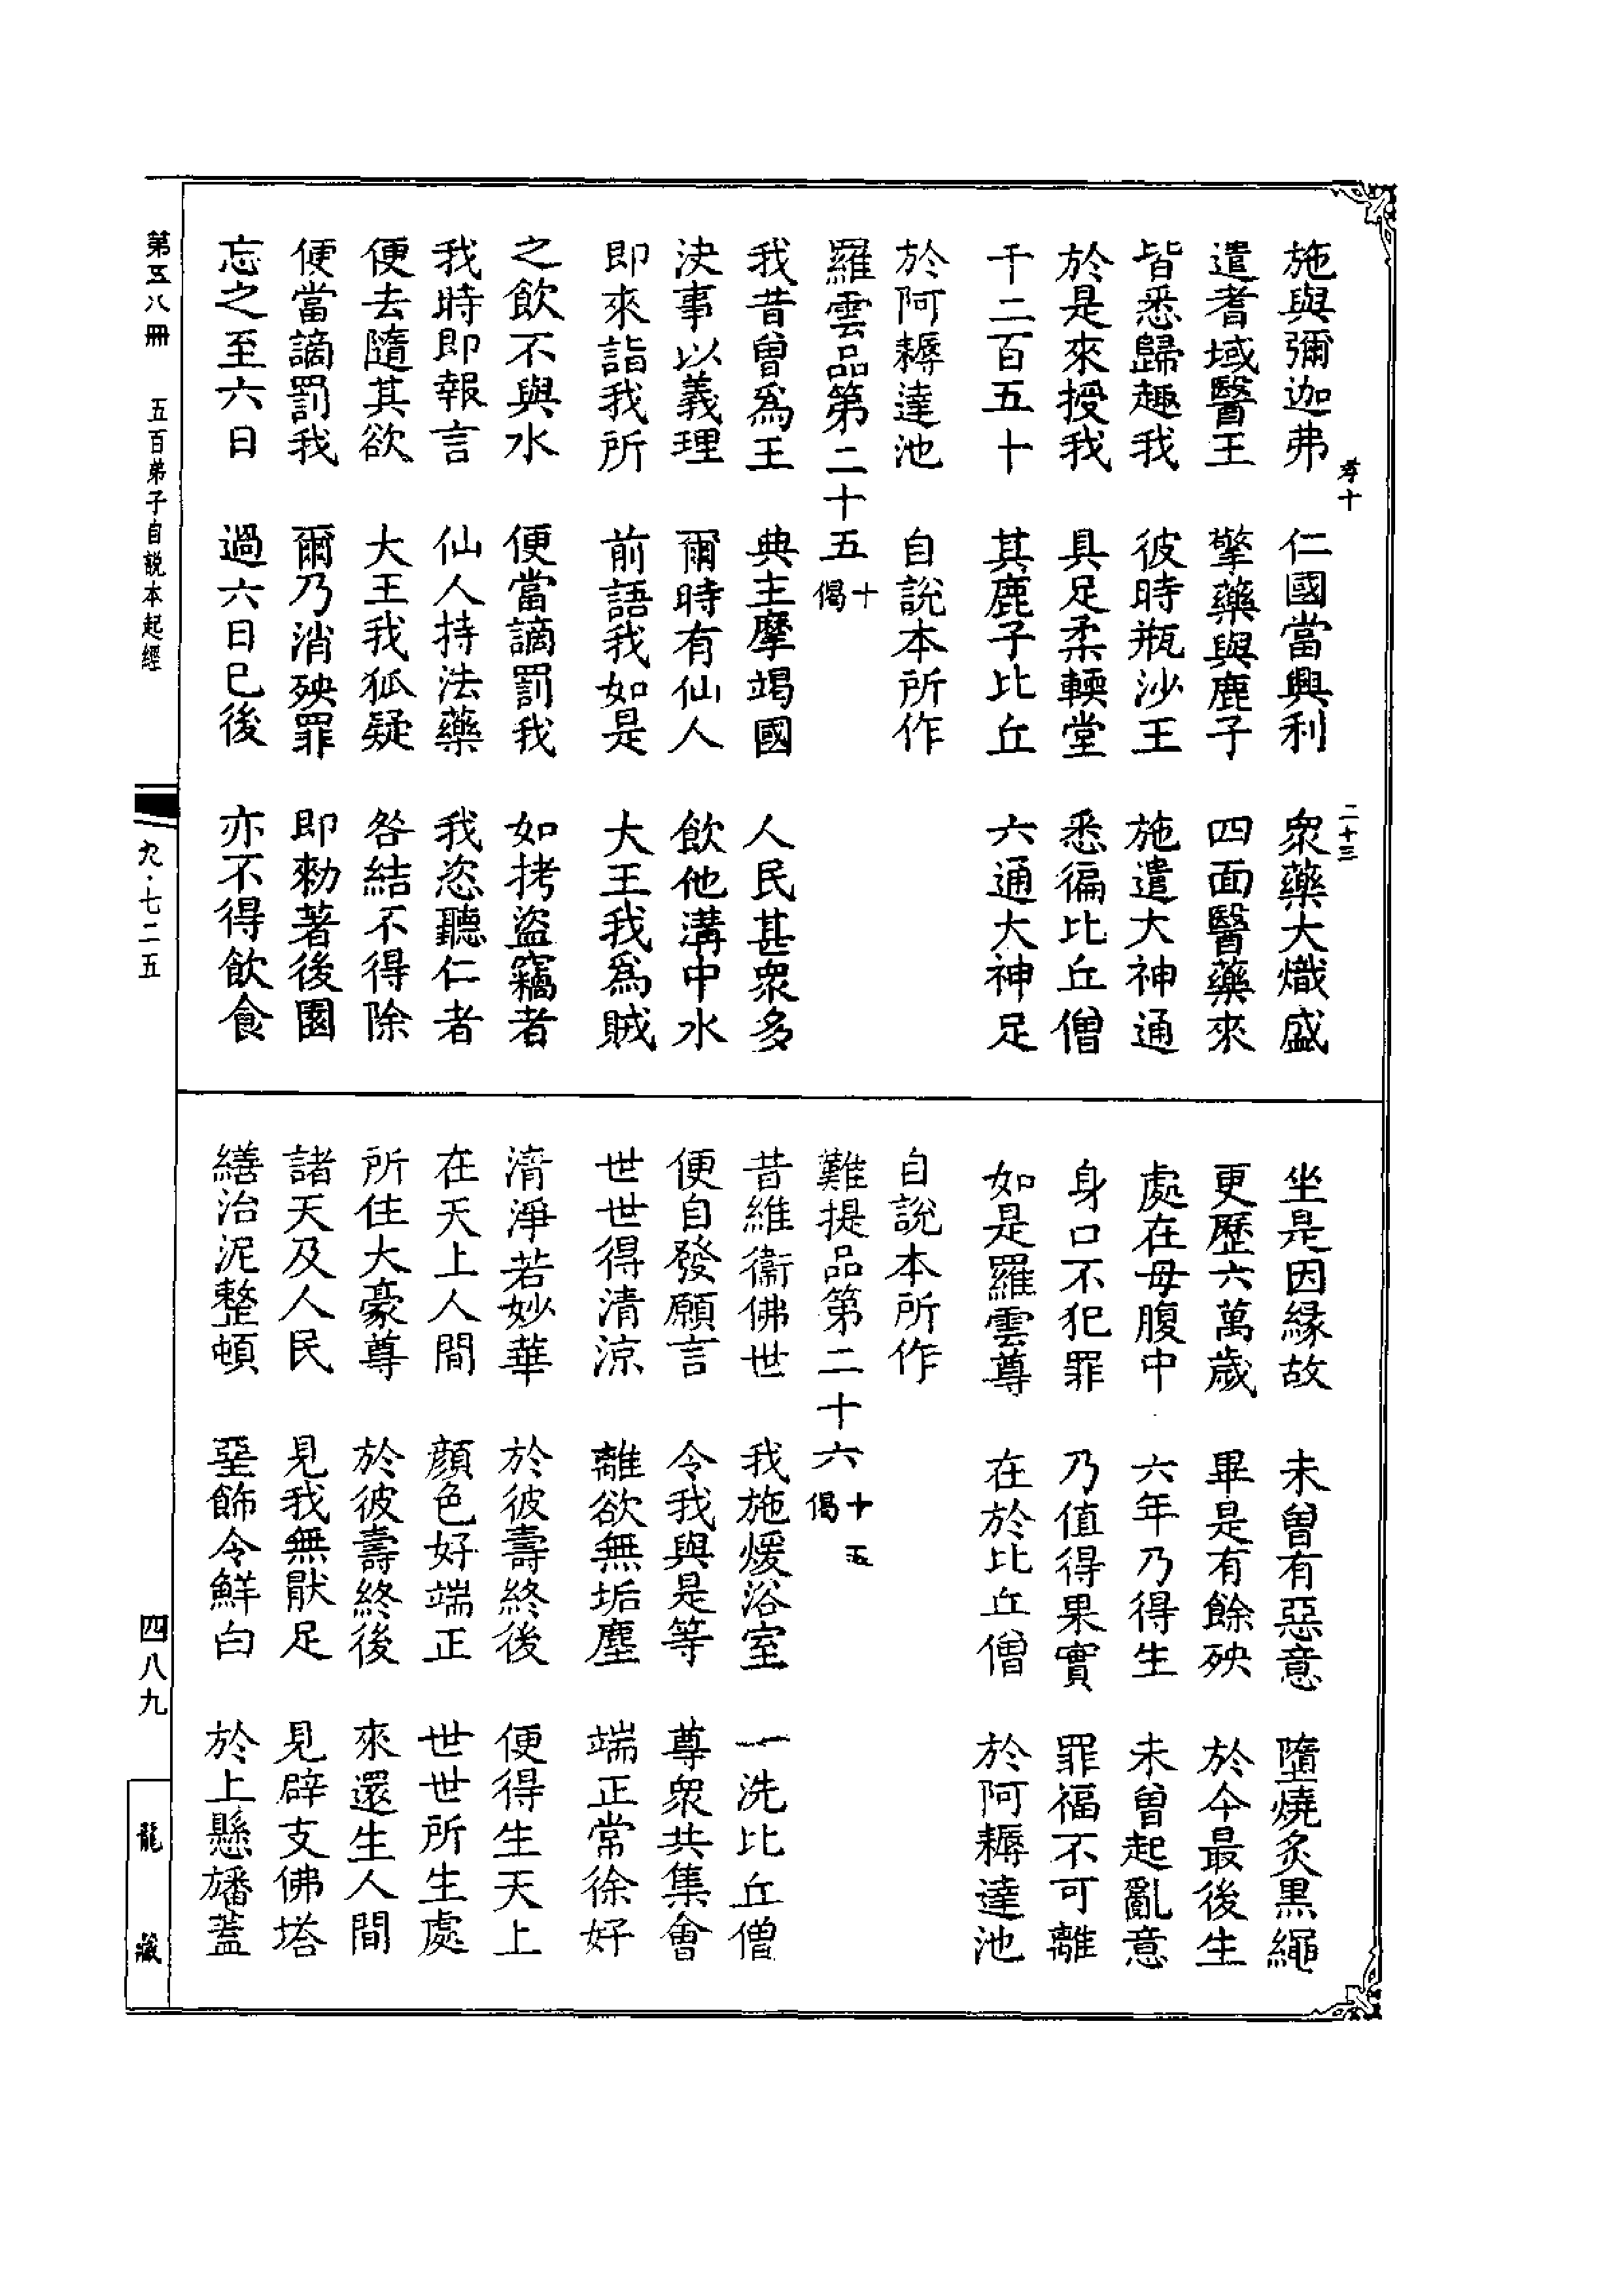 孝十
二十三
施與彌迦弗 仁國當興利 衆藥大熾盛
遣耆域醫王 擎藥與鹿子 四面醫藥來
皆悉歸趣我 彼時瓶沙王 施遣大神通
於是來授我 具足柔輭堂 悉徧比丘僧
千二百五十 其鹿子比丘 六通大神足
於阿耨達池 自說本所作
羅雲品第二十五 十偈
我昔曾爲王 典主摩竭國 人民甚衆多
決事以義理 爾時有仙人 飲他溝中水
即來詣我所 前語我如是 大王我爲賊
之飲不與水 便當謫罰我 如拷盜竊者
我時即報言 仙人持法藥 我恣聽仁者
便去隨其欲 大王我狐疑 咎結不得除
便當謫罰我 爾乃消殃罪 即勅著後園
忘之至六日 過六日已後 亦不得飲食
坐是因緣故 未曾有惡意 墮燒炙黑繩
更歷六萬歲 畢是有餘殃 於今最後生
處在母腹中 六年乃得生 未曾起亂意
身口不犯罪 乃值得果實 罪福不可離
如是羅雲尊 在於比丘僧 於阿耨達池
自說本所作
難提品第二十六 十五偈
昔維衞佛世 我施煖浴室 一洗比丘僧
便自發願言 令我與是等 尊衆共集會
世世得清涼 離欲無垢塵 端正常徐好
清淨若妙華 於彼壽終後 便得生天上
在天上人間 顏色好端正 世世所生處
所住大豪尊 於彼壽終後 來還生人間
諸天及人民 見我無猒足 見辟支佛塔
繕治泥整頓 堊飾令鮮白 於上懸旛蓋
第五八冊 五百弟子自説本起經
九·七二五
四八九
龍藏